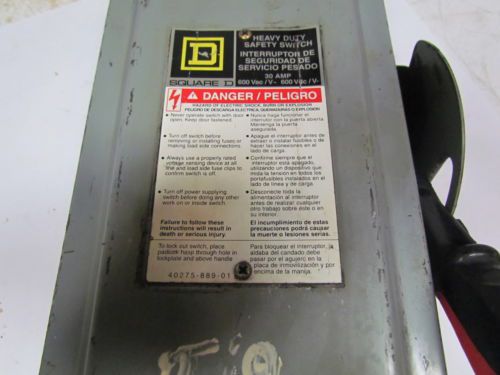 D
SQUARE D
HEAVY DUTY
SAFETY SWITCH
INTERRUPTOR DE
SEGURIDAD DE
SERVICIO PESADO
30 AMP
600 Vac / V~ 600 Vdc / V⎓
DANGER / PELIGRO
HAZARD OF ELECTRIC SHOCK, BURN OR EXPLOSION
PELIGRO DE DESCARGA ELECTRICA, QUEMADURAS O EXPLOSION
• Never operate switch with door
open. Keep door fastened.
• Turn off switch before
removing or installing fuses or
making load side connections.
• Always use a properly rated
voltage sensing device at all
line and load side fuse clips to
confirm switch is off.
• Turn off power supplying
switch before doing any other
work on or inside switch.
Failure to follow these
instructions will result in
death or serious injury.
• Nunca haga funcionar el
interruptor con la puerta abierta.
Mantenga la puerta
asegurada.
• Apague el interruptor antes de
extraer o instalar fusibles o de
hacer las conexiones en el
lado de carga.
• Confirme siempre que el
interruptor está apagado,
utilizando un dispositivo que
mida la tensión en todos los
portafusibles instalados en el
lado de línea y de carga.
• Desconecte toda la
alimentación al interruptor
antes de realizar cualquier
otro trabajo sobre éste o en
su interior.
El incumplimiento de estas
precauciones podrá causar
la muerte o lesiones serias.
To lock out switch, place
padlock hasp through hole in
lockplate and above handle
40275-889-01
Para bloquear el interruptor, la
aldaba del candado debe
pasar por el agujero en la
placa de inmovilización y por
encima de la manija.